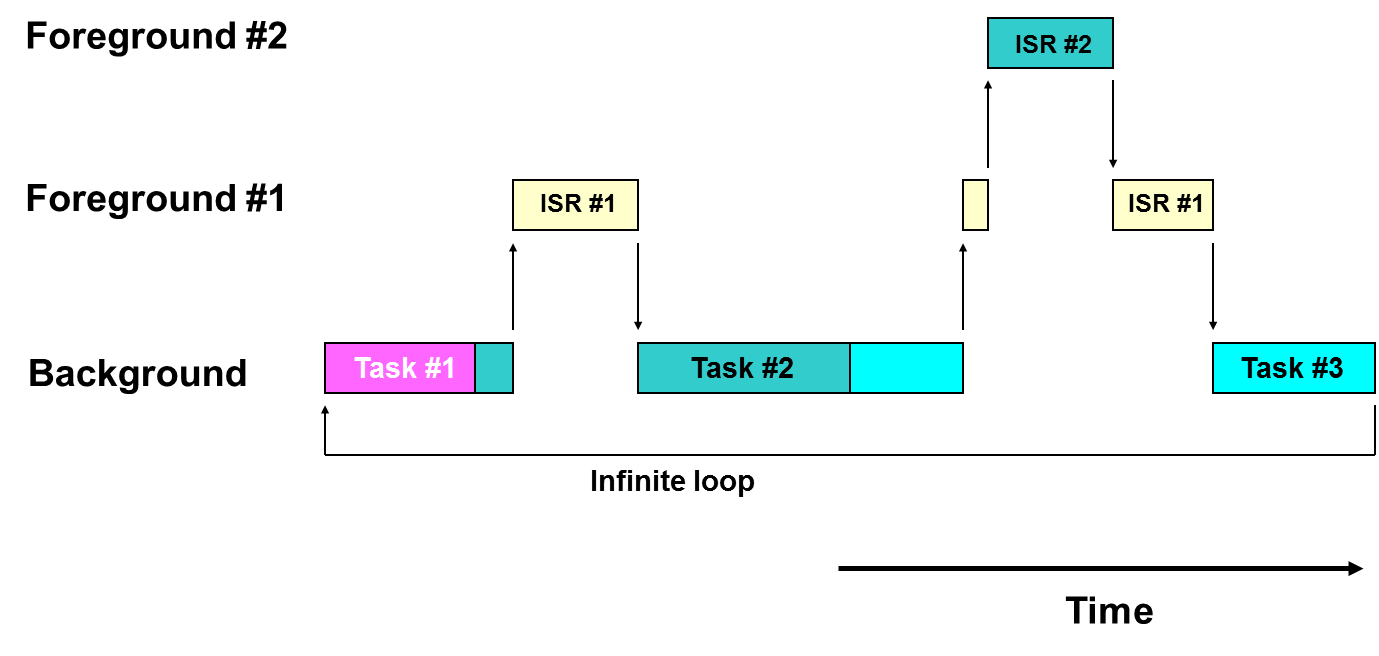 Foreground #2
ISR #2
Foreground #1
ISR #1
ISR #1
Background
Task #1
Task #2
Task #3
Infinite loop
Time